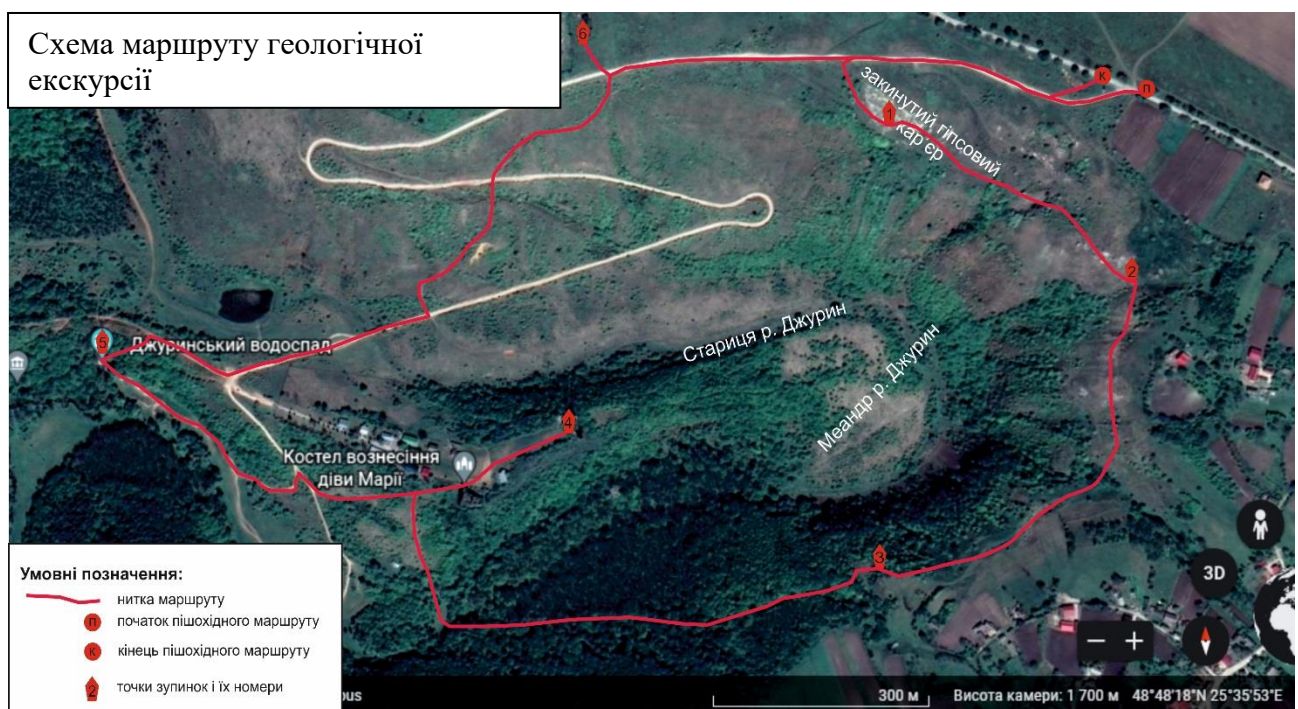 Схема маршруту геологічної
екскурсії
6
К
П
закинутий гіпсовий
кар'єр
1
2
Стариця р. Джурин
Меандр р. Джурин
5
Джуринський водоспад
4
Костел вознесіння
діви Марії
3
Умовні позначення:
нитка маршруту
П початок пішохідного маршруту
К кінець пішохідного маршруту
2 точки зупинок і їх номери
3D
− +
bus
300 м
Висота камери: 1 700 м 48°48'18"N 25°35'53"E